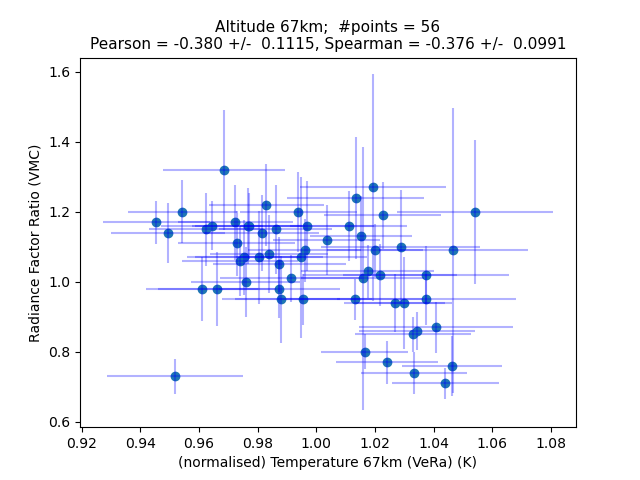 Altitude 67km;  #points = 56
Pearson = -0.380 +/-  0.1115, Spearman = -0.376 +/-  0.0991
Radiance Factor Ratio (VMC)
1.6
1.4
1.2
1.0
0.8
0.6
0.92 0.94 0.96 0.98 1.00 1.02 1.04 1.06 1.08
(normalised) Temperature 67km (VeRa) (K)